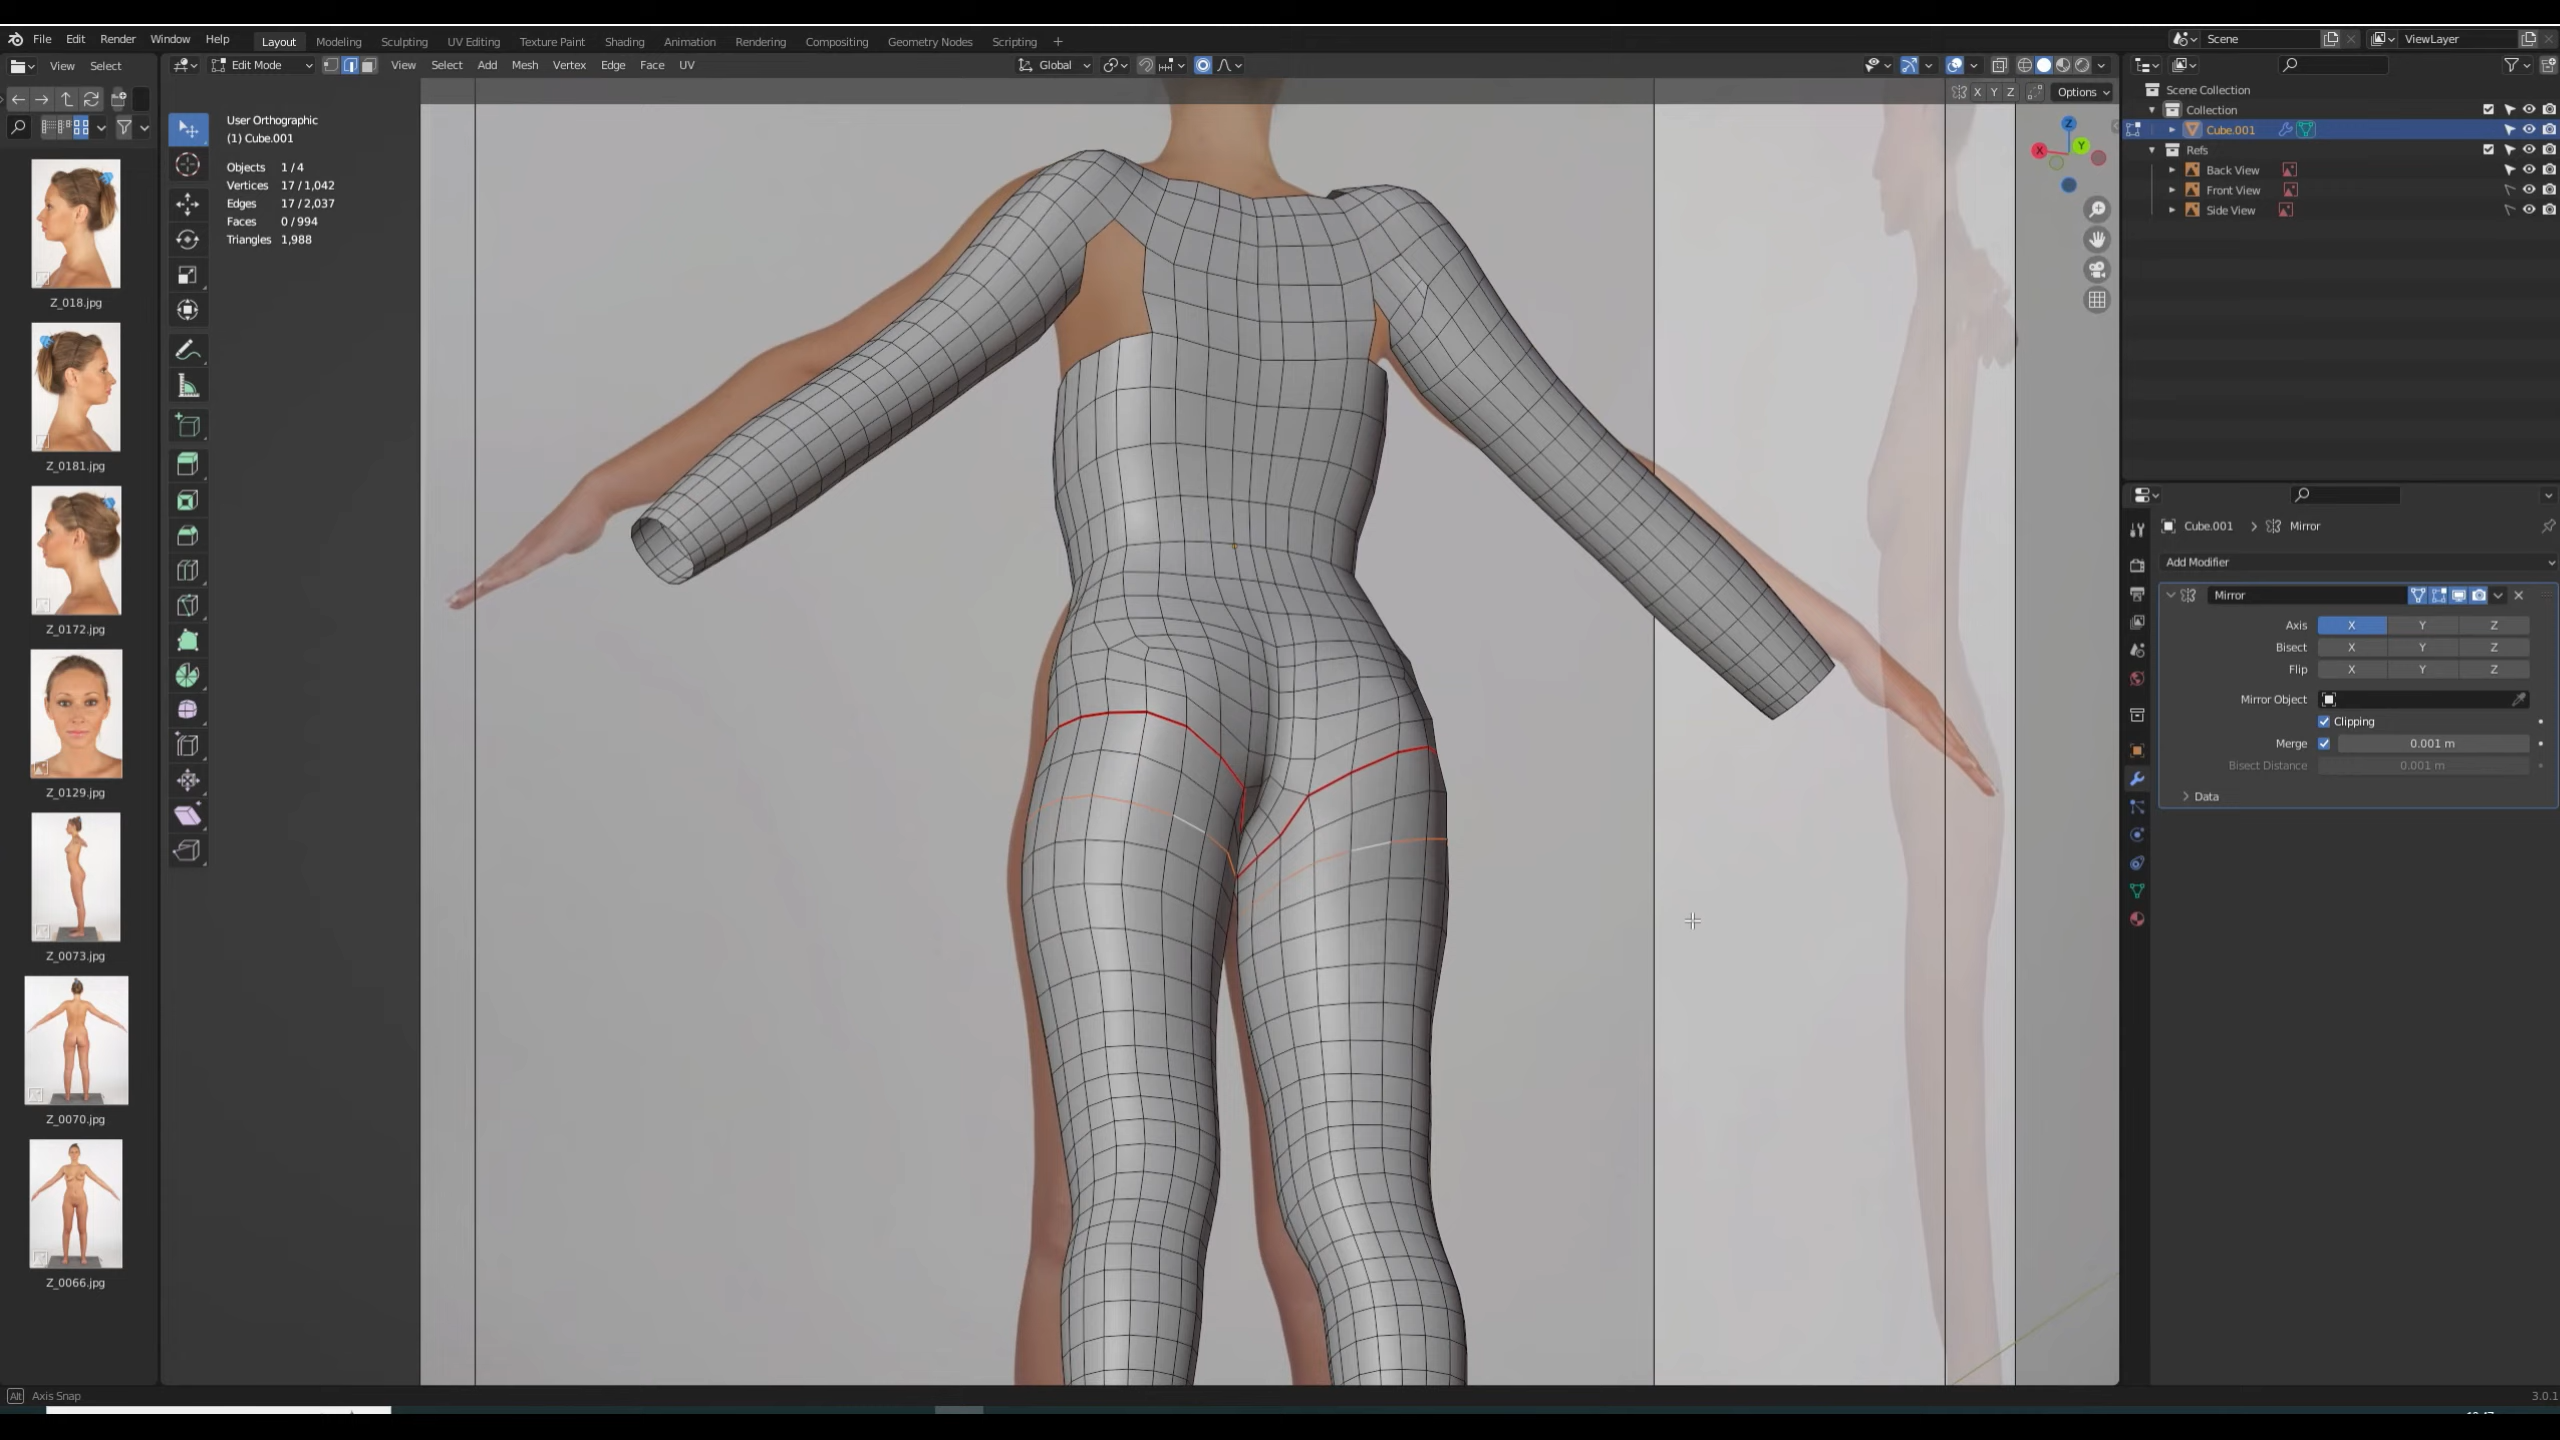 File Edit Render Window Help Layout Modeling Sculpting UV Editing Texture Paint Shading Animation Rendering Compositing Geometry Nodes Scripting + Scene ViewLayer
View Select Edit Mode View Select Add Mesh Vertex Edge Face UV Global
X Y Z Options
User Orthographic
(1) Cube.001
Objects 1 / 4
Vertices 17 / 1,042
Edges 17 / 2,037
Faces 0 / 994
Triangles 1,988
Z
Y
X
Z_018.jpg
Z_0181.jpg
Z_0172.jpg
Z_0129.jpg
Z_0073.jpg
Z_0070.jpg
Z_0066.jpg
Scene Collection
Collection
Cube.001
Refs
Back View
Front View
Side View
Cube.001 > Mirror
Add Modifier
Mirror
Axis X Y Z
Bisect X Y Z
Flip X Y Z
Mirror Object
Clipping
Merge 0.001 m
Bisect Distance 0.001 m
> Data
Alt Axis Snap
3.0.1